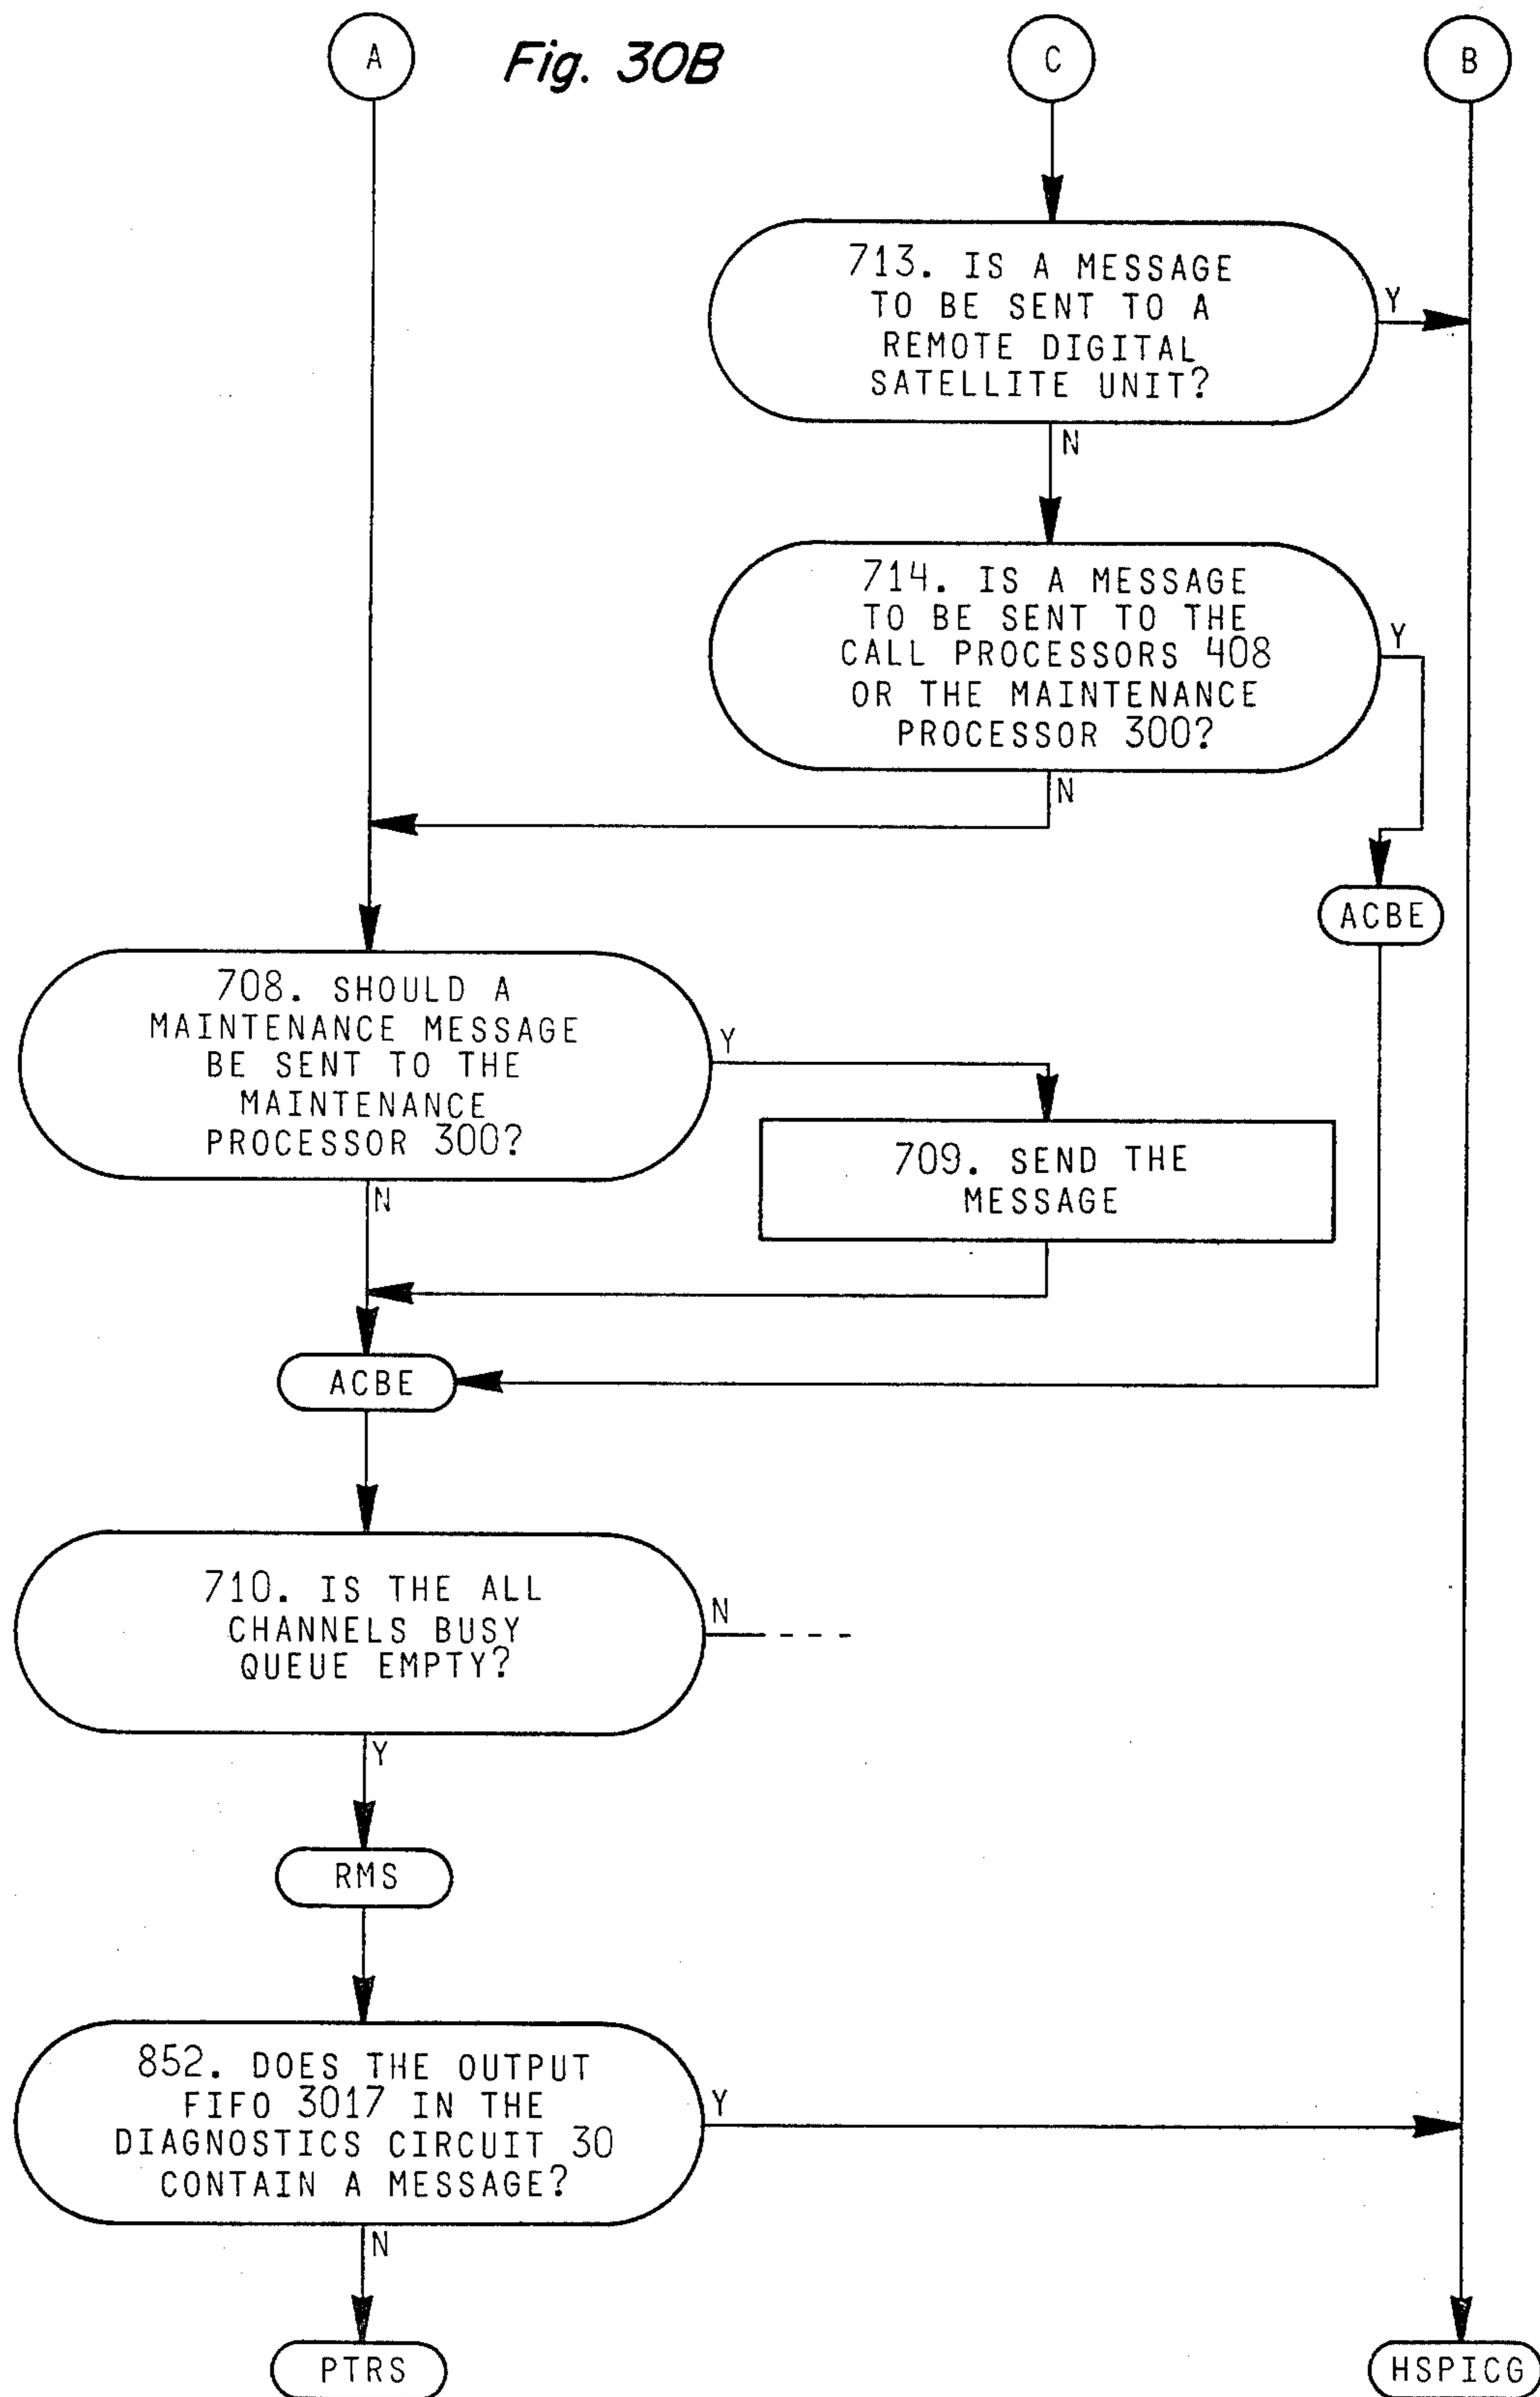 A
Fig. 30B
C
B
713. IS A MESSAGE
TO BE SENT TO A
REMOTE DIGITAL
SATELLITE UNIT?
Y
N
714. IS A MESSAGE
TO BE SENT TO THE
CALL PROCESSORS 408
OR THE MAINTENANCE
PROCESSOR 300?
Y
N
ACBE
708. SHOULD A
MAINTENANCE MESSAGE
BE SENT TO THE
MAINTENANCE
PROCESSOR 300?
Y
N
709. SEND THE
MESSAGE
ACBE
710. IS THE ALL
CHANNELS BUSY
QUEUE EMPTY?
N
Y
RMS
852. DOES THE OUTPUT
FIFO 3017 IN THE
DIAGNOSTICS CIRCUIT 30
CONTAIN A MESSAGE?
Y
N
PTRS
HSPICG